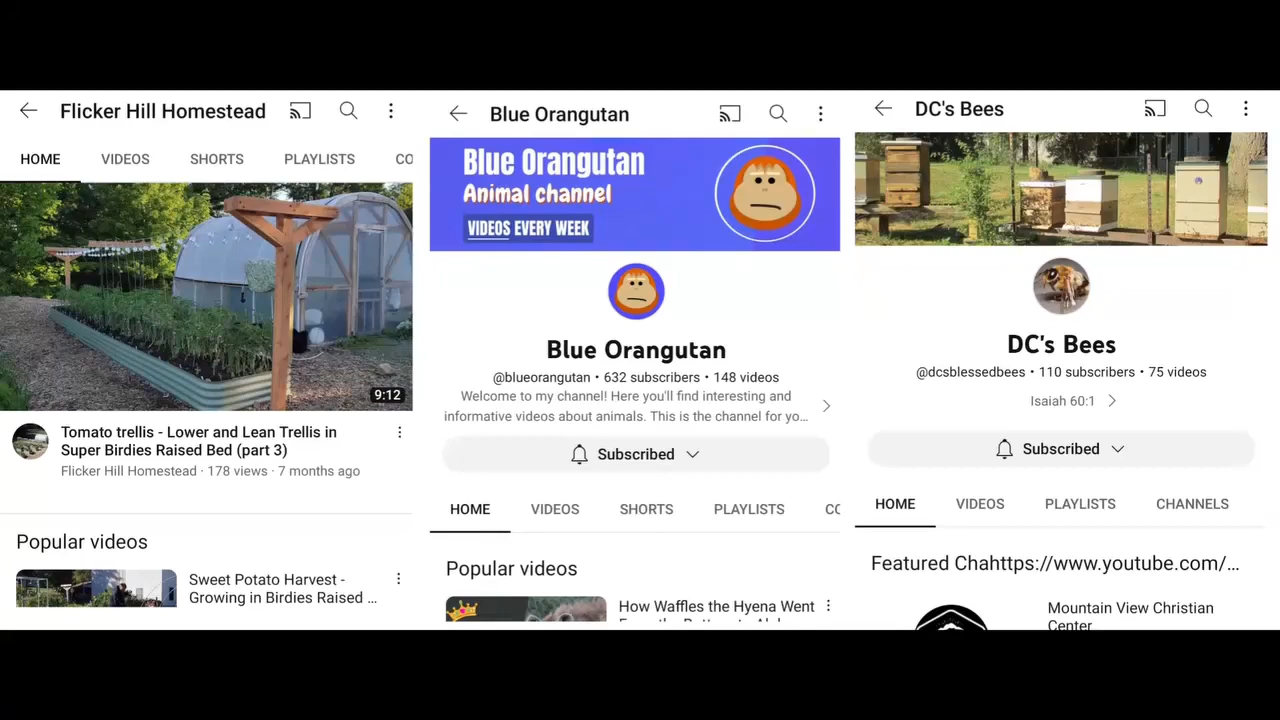 Flicker Hill Homestead
HOME VIDEOS SHORTS PLAYLISTS CO
9:12
Tomato trellis - Lower and Lean Trellis in
Super Birdies Raised Bed (part 3)
Flicker Hill Homestead · 178 views · 7 months ago
Popular videos
Sweet Potato Harvest -
Growing in Birdies Raised ...
Blue Orangutan
Blue Orangutan
Animal channel
VIDEOS EVERY WEEK
Blue Orangutan
@blueorangutan • 632 subscribers • 148 videos
Welcome to my channel! Here you'll find interesting and
informative videos about animals. This is the channel for yo...
Subscribed
HOME VIDEOS SHORTS PLAYLISTS CO
Popular videos
How Waffles the Hyena Went
DC's Bees
DC's Bees
@dcsblessedbees • 110 subscribers • 75 videos
Isaiah 60:1
Subscribed
HOME VIDEOS PLAYLISTS CHANNELS
Featured Chahttps://www.youtube.com/...
Mountain View Christian
Center